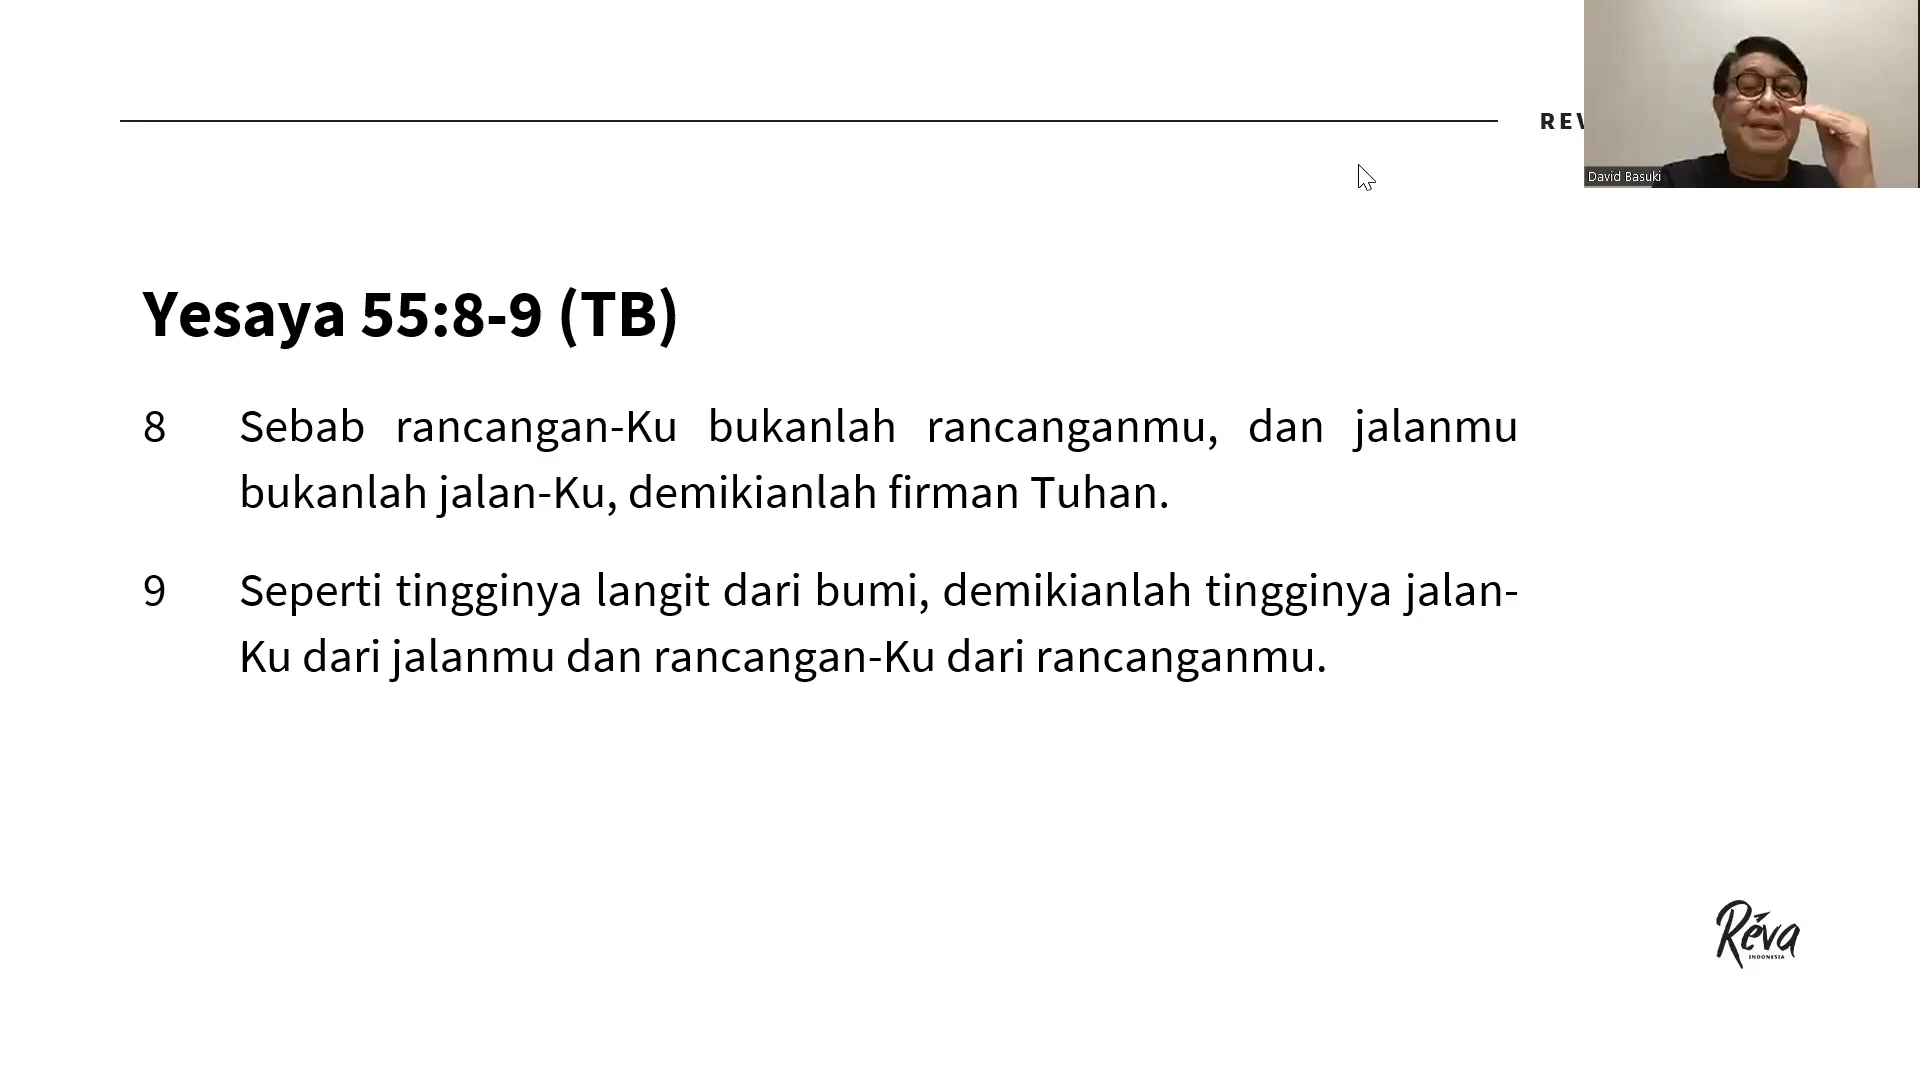 David Basuki
Yesaya 55:8-9 (TB)
8 Sebab rancangan-Ku bukanlah rancanganmu, dan jalanmu
bukanlah jalan-Ku, demikianlah firman Tuhan.
9 Seperti tingginya langit dari bumi, demikianlah tingginya jalan-
Ku dari jalanmu dan rancangan-Ku dari rancanganmu.
Réva
INDONESIA